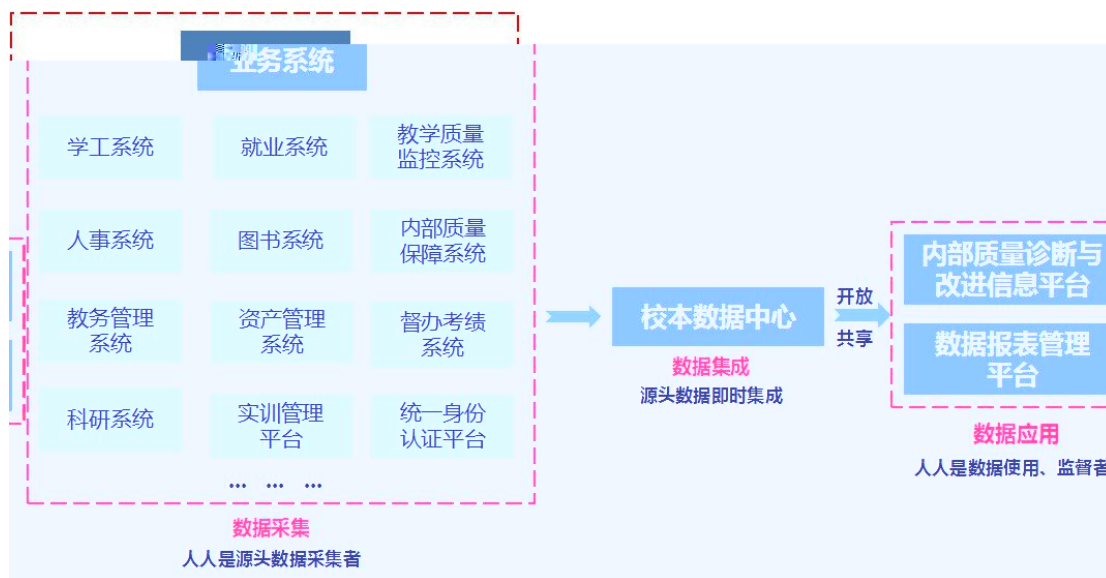 业务系统
学工系统
就业系统
教学质量
监控系统
人事系统
图书系统
内部质量
保障系统
教务管理
系统
资产管理
系统
督办考绩
系统
科研系统
实训管理
平台
统一身份
认证平台
... ... ...
数据采集
人人是源头数据采集者
校本数据中心
数据集成
源头数据即时集成
开放
共享
内部质量诊断与
改进信息平台
数据报表管理
平台
数据应用
人人是数据使用、监督者